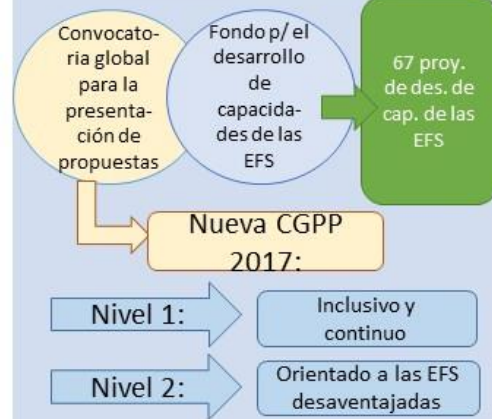 Convocato-
ria global
para la
presenta-
ción de
propuestas
Fondo p/ el
desarrollo
de
capacida-
des de las
EFS
67 proy.
de des. de
cap. de las
EFS
Nueva CGPP
2017:
Nivel 1:
Inclusivo y
continuo
Nivel 2:
Orientado a las EFS
desaventajadas